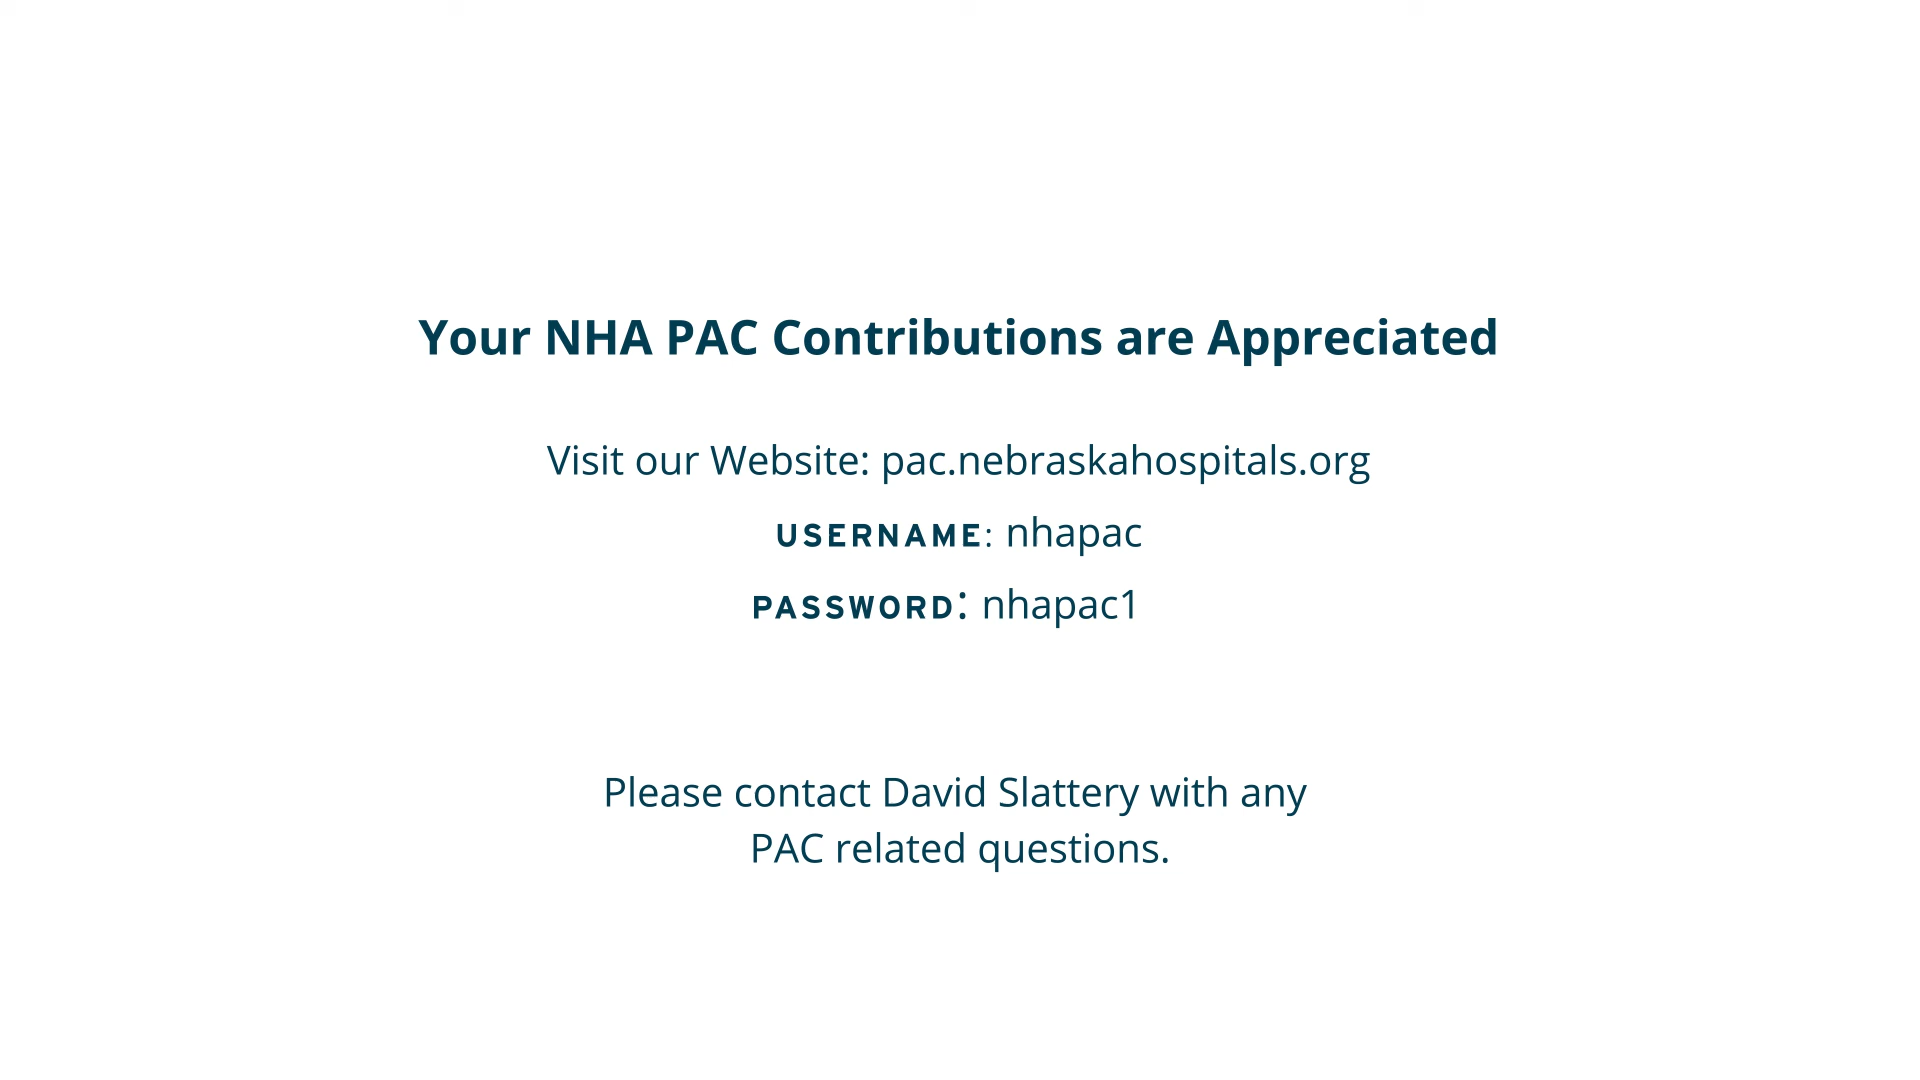 Your NHA PAC Contributions are Appreciated
Visit our Website: pac.nebraskahospitals.org
USERNAME: nhapac
PASSWORD: nhapac1
Please contact David Slattery with any
PAC related questions.